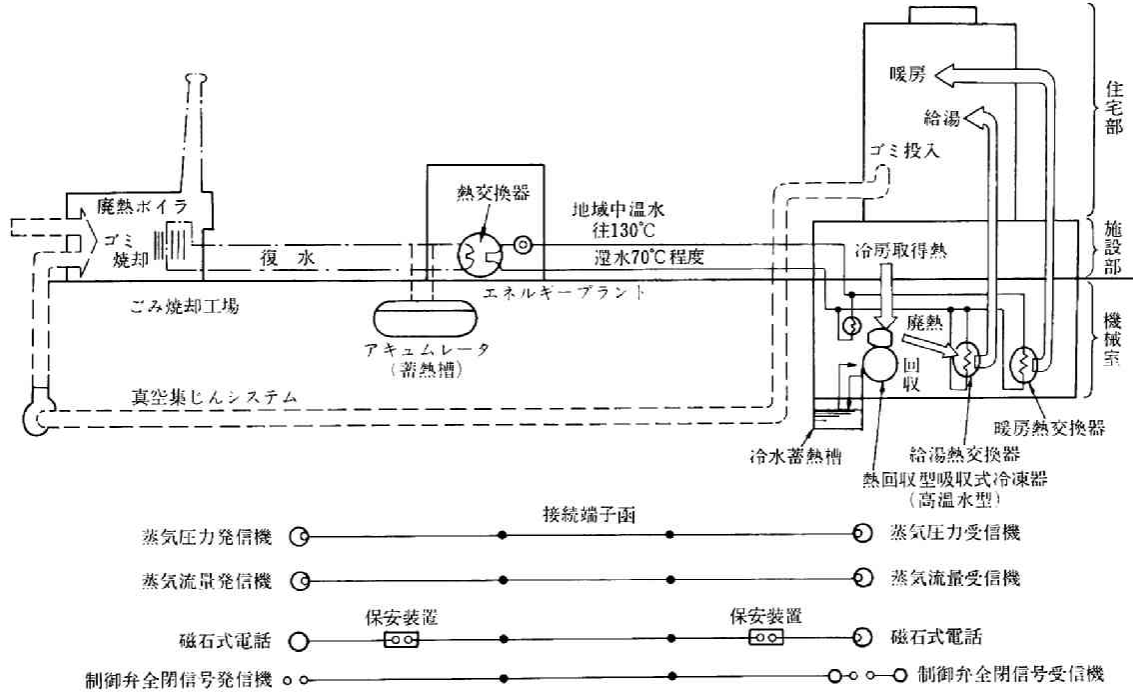 暖房
給湯
ゴミ投入
住宅部
廃熱ボイラ
ゴミ
焼却
復水
熱交換器
地域中温水
往130℃
還水70℃程度
冷房取得熱
施設部
ごみ焼却工場
エネルギープラント
アキュムレータ
(蓄熱槽)
廃熱
回収
機械室
真空集じんシステム
暖房熱交換器
冷水蓄熱槽
給湯熱交換器
熱回収型吸収式冷凍器
(高温水型)
接続端子函
蒸気圧力発信機
蒸気圧力受信機
蒸気流量発信機
蒸気流量受信機
保安装置
保安装置
磁石式電話
磁石式電話
制御弁全閉信号発信機
制御弁全閉信号受信機